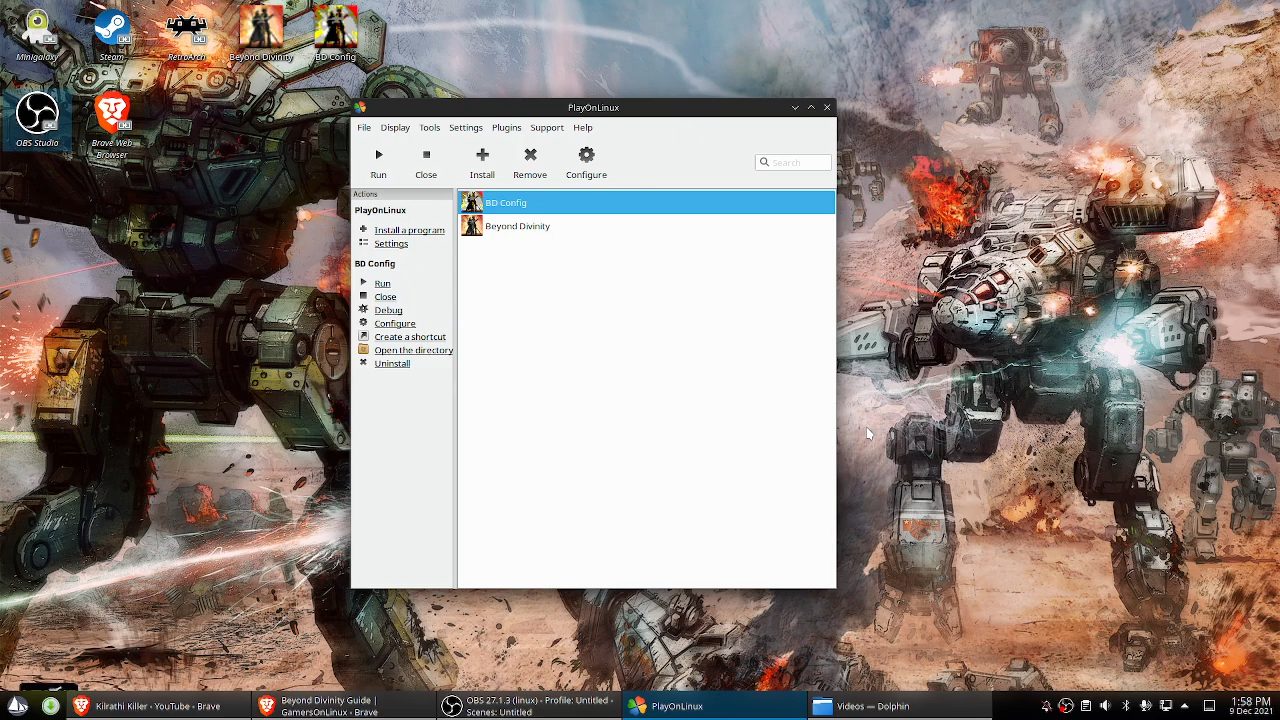 Minigalaxy
Steam
RetroArch
Beyond Divinity
BD Config
OBS Studio
Brave Web
Browser
PlayOnLinux
File Display Tools Settings Plugins Support Help
Run Close Install Remove Configure
Search
Actions
PlayOnLinux
Install a program
Settings
BD Config
Run
Close
Debug
Configure
Create a shortcut
Open the directory
Uninstall
BD Config
Beyond Divinity
Kilrathi Killer - YouTube - Brave
Beyond Divinity Guide |
GamersOnLinux - Brave
OBS 27.1.3 (linux) - Profile: Untitled -
Scenes: Untitled
PlayOnLinux
Videos — Dolphin
1:58 PM
9 Dec 2021